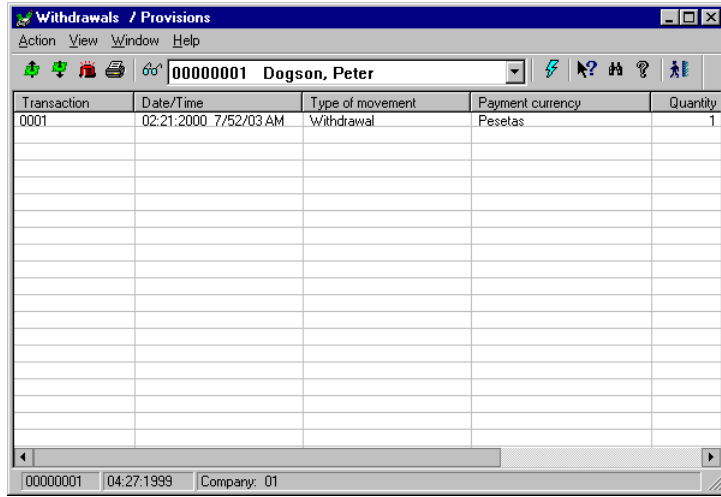 Withdrawals / Provisions
Action View Window Help
00000001 Dogson, Peter
Transaction Date/Time Type of movement Payment currency Quantity
0001 02:21:2000 7/52/03 AM Withdrawal Pesetas 1
00000001 04:27:1999 Company: 01